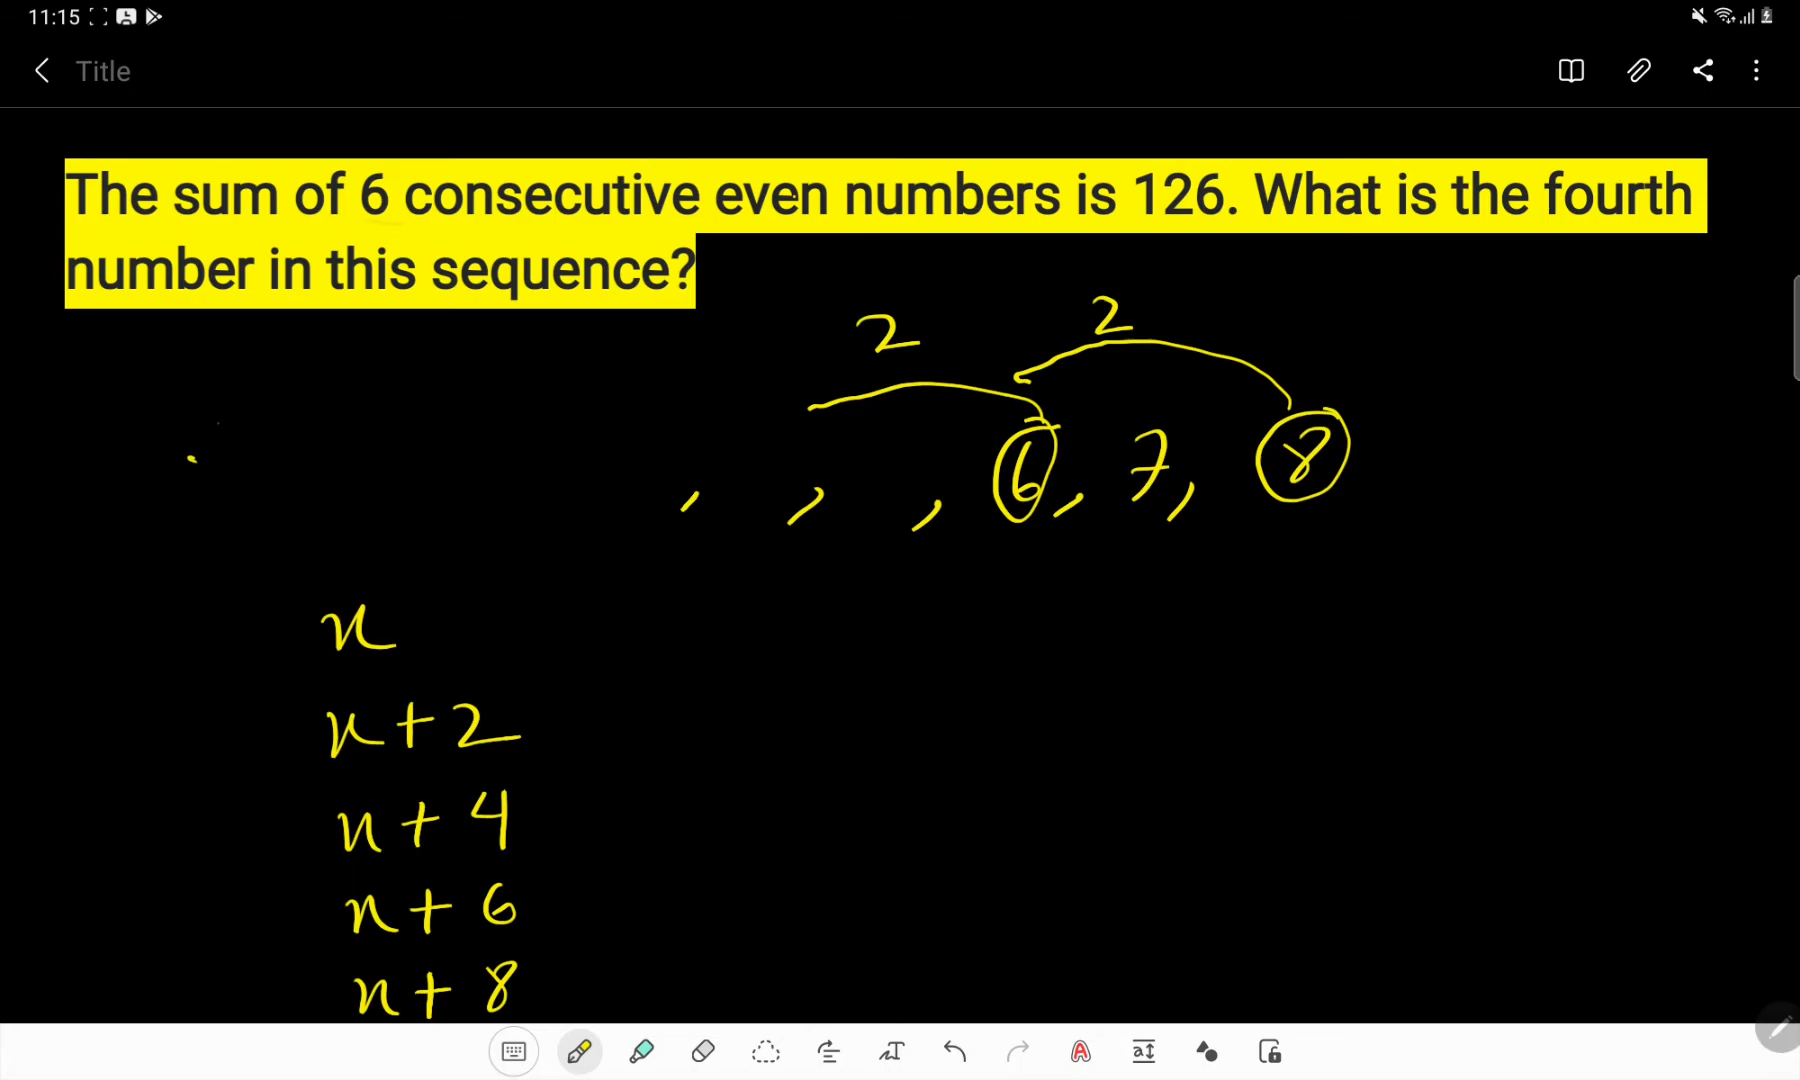 11:15
Title
The sum of 6 consecutive even numbers is 126. What is the fourth
number in this sequence?
2 2
, , , 6, 7, 8
x
x + 2
x + 4
x + 6
x + 8